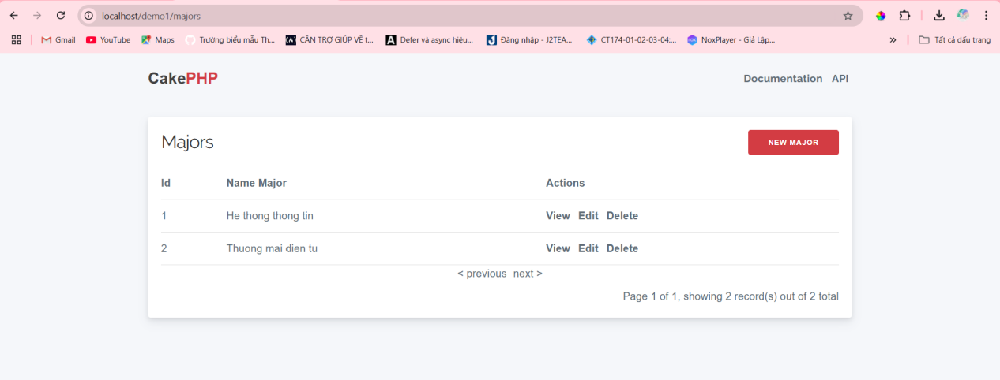 localhost/demo1/majors
Gmail YouTube Maps Trường biểu mẫu Th... CẦN TRỢ GIÚP VỀ t... Defer và async hiệu... Đăng nhập - J2TEA... CT174-01-02-03-04:... NoxPlayer - Giả Lập... » Tất cả dấu trang
CakePHP Documentation API
Majors NEW MAJOR
Id Name Major Actions
1 He thong thong tin View Edit Delete
2 Thuong mai dien tu View Edit Delete
< previous next >
Page 1 of 1, showing 2 record(s) out of 2 total